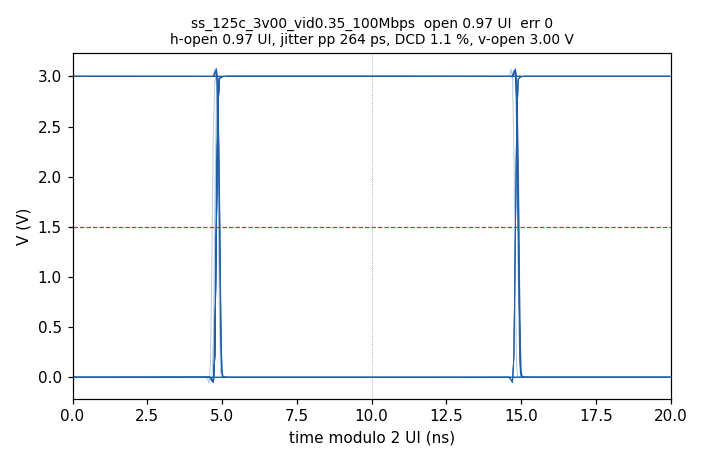 ss_125c_3v00_vid0.35_100Mbps  open 0.97 UI  err 0
h-open 0.97 UI, jitter pp 264 ps, DCD 1.1 %, v-open 3.00 V
3.0
2.5
2.0
1.5
1.0
0.5
0.0
V (V)
0.0 2.5 5.0 7.5 10.0 12.5 15.0 17.5 20.0
time modulo 2 UI (ns)